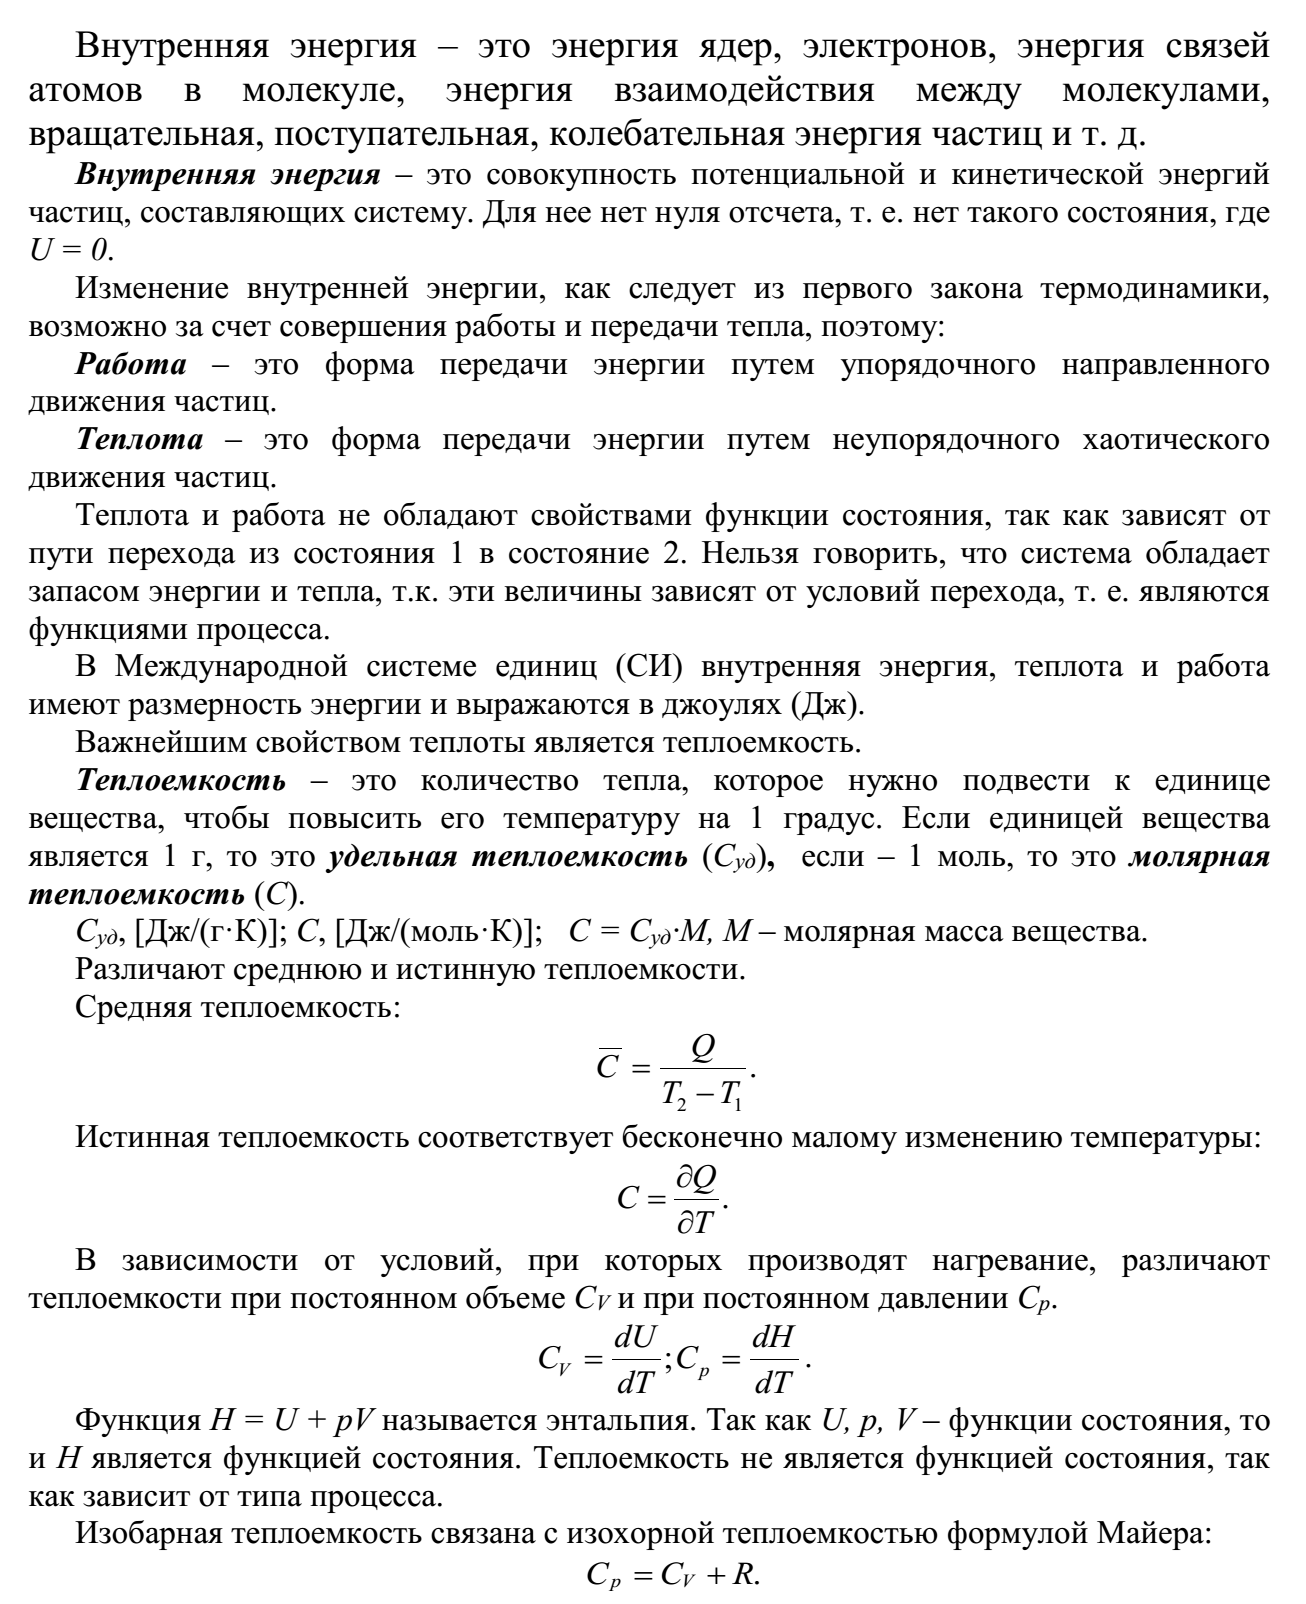 Внутренняя энергия – это энергия ядер, электронов, энергия связей
атомов в молекуле, энергия взаимодействия между молекулами,
вращательная, поступательная, колебательная энергия частиц и т. д.
Внутренняя энергия – это совокупность потенциальной и кинетической энергий
частиц, составляющих систему. Для нее нет нуля отсчета, т. е. нет такого состояния, где
U = 0.
Изменение внутренней энергии, как следует из первого закона термодинамики,
возможно за счет совершения работы и передачи тепла, поэтому:
Работа – это форма передачи энергии путем упорядочного направленного
движения частиц.
Теплота – это форма передачи энергии путем неупорядочного хаотического
движения частиц.
Теплота и работа не обладают свойствами функции состояния, так как зависят от
пути перехода из состояния 1 в состояние 2. Нельзя говорить, что система обладает
запасом энергии и тепла, т.к. эти величины зависят от условий перехода, т. е. являются
функциями процесса.
В Международной системе единиц (СИ) внутренняя энергия, теплота и работа
имеют размерность энергии и выражаются в джоулях (Дж).
Важнейшим свойством теплоты является теплоемкость.
Теплоемкость – это количество тепла, которое нужно подвести к единице
вещества, чтобы повысить его температуру на 1 градус. Если единицей вещества
является 1 г, то это удельная теплоемкость (Cуд), если – 1 моль, то это молярная
теплоемкость (C).
Cуд, [Дж/(г·К)]; C, [Дж/(моль·К)]; C = Cуд·M, M – молярная масса вещества.
Различают среднюю и истинную теплоемкости.
Средняя теплоемкость:
C̅ = Q / (T₂ – T₁).
Истинная теплоемкость соответствует бесконечно малому изменению температуры:
C = ∂Q / ∂T.
В зависимости от условий, при которых производят нагревание, различают
теплоемкости при постоянном объеме CV и при постоянном давлении Cp.
CV = dU / dT; Cp = dH / dT.
Функция H = U + pV называется энтальпия. Так как U, p, V – функции состояния, то
и H является функцией состояния. Теплоемкость не является функцией состояния, так
как зависит от типа процесса.
Изобарная теплоемкость связана с изохорной теплоемкостью формулой Майера:
Cp = CV + R.